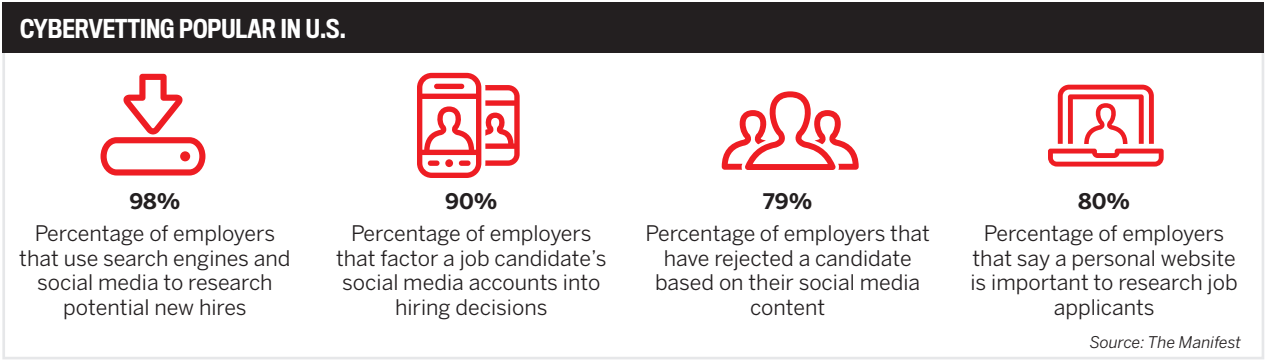 CYBERVETTING POPULAR IN U.S.
98%
Percentage of employers
that use search engines and
social media to research
potential new hires
90%
Percentage of employers
that factor a job candidate's
social media accounts into
hiring decisions
79%
Percentage of employers that
have rejected a candidate
based on their social media
content
80%
Percentage of employers
that say a personal website
is important to research job
applicants
Source: The Manifest